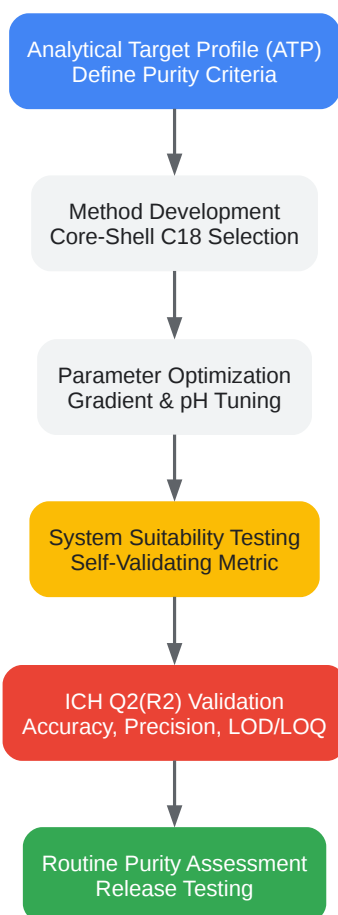 Analytical Target Profile (ATP)
Define Purity Criteria
Method Development
Core-Shell C18 Selection
Parameter Optimization
Gradient & pH Tuning
System Suitability Testing
Self-Validating Metric
ICH Q2(R2) Validation
Accuracy, Precision, LOD/LOQ
Routine Purity Assessment
Release Testing